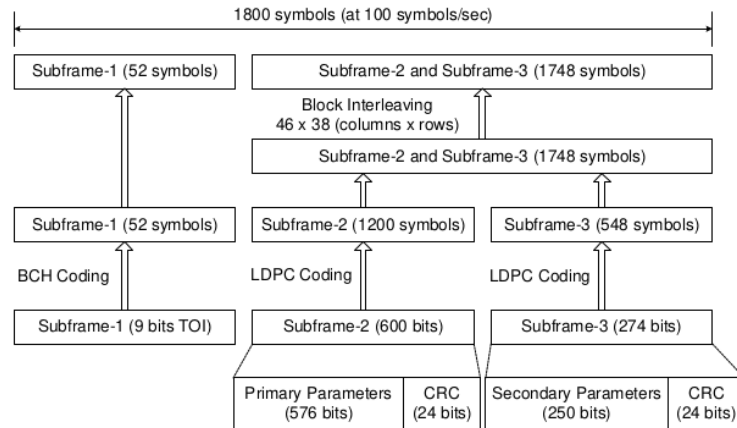 1800 symbols (at 100 symbols/sec)
Subframe-1 (52 symbols)
Subframe-2 and Subframe-3 (1748 symbols)
Block Interleaving
46 x 38 (columns x rows)
Subframe-2 and Subframe-3 (1748 symbols)
Subframe-1 (52 symbols)
Subframe-2 (1200 symbols)
Subframe-3 (548 symbols)
BCH Coding
LDPC Coding
LDPC Coding
Subframe-1 (9 bits TOI)
Subframe-2 (600 bits)
Subframe-3 (274 bits)
Primary Parameters
(576 bits)
CRC
(24 bits)
Secondary Parameters
(250 bits)
CRC
(24 bits)